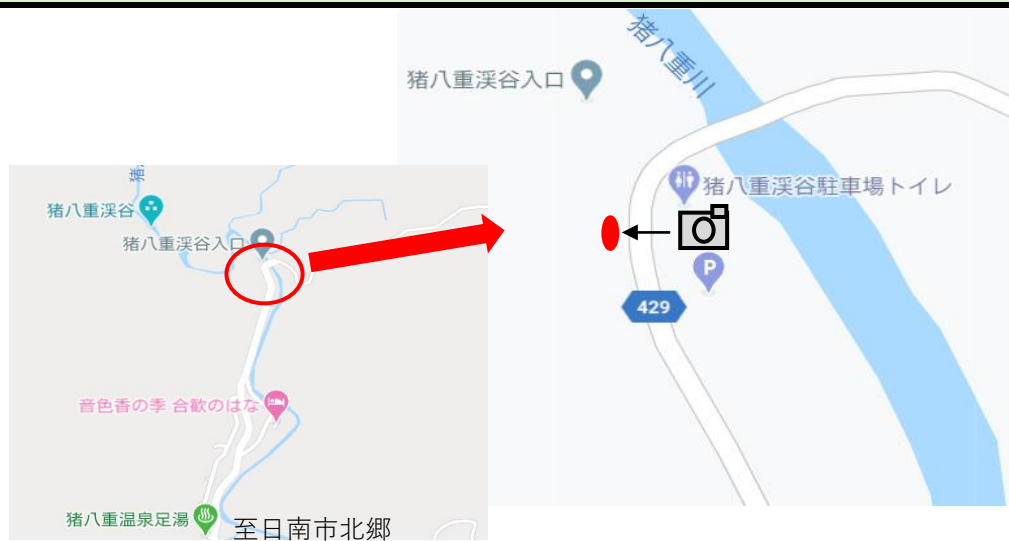 猪八重川
猪八重渓谷入口
猪八重渓谷駐車場トイレ
P
429
猪
猪八重渓谷
猪八重渓谷入口
音色香の季 合歓のはな
猪八重温泉足湯
至日南市北郷